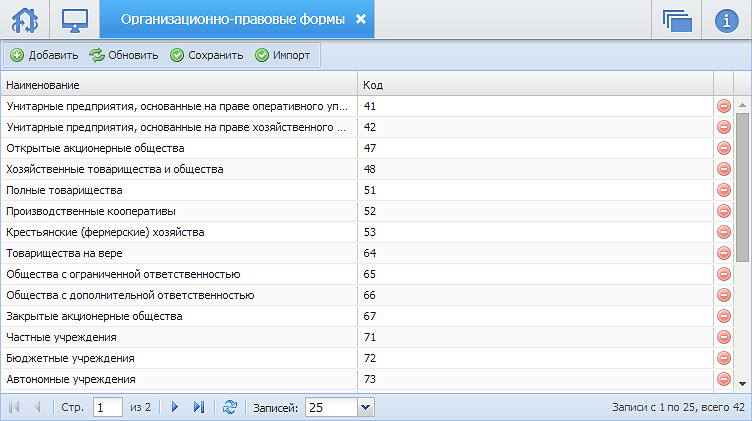 Организационно-правовые формы
Добавить Обновить Сохранить Импорт
Наименование Код
Унитарные предприятия, основанные на праве оперативного уп... 41
Унитарные предприятия, основанные на праве хозяйственного ... 42
Открытые акционерные общества 47
Хозяйственные товарищества и общества 48
Полные товарищества 51
Производственные кооперативы 52
Крестьянские (фермерские) хозяйства 53
Товарищества на вере 64
Общества с ограниченной ответственностью 65
Общества с дополнительной ответственностью 66
Закрытые акционерные общества 67
Частные учреждения 71
Бюджетные учреждения 72
Автономные учреждения 73
Стр. 1 из 2 Записей: 25 Записи с 1 по 25, всего 42